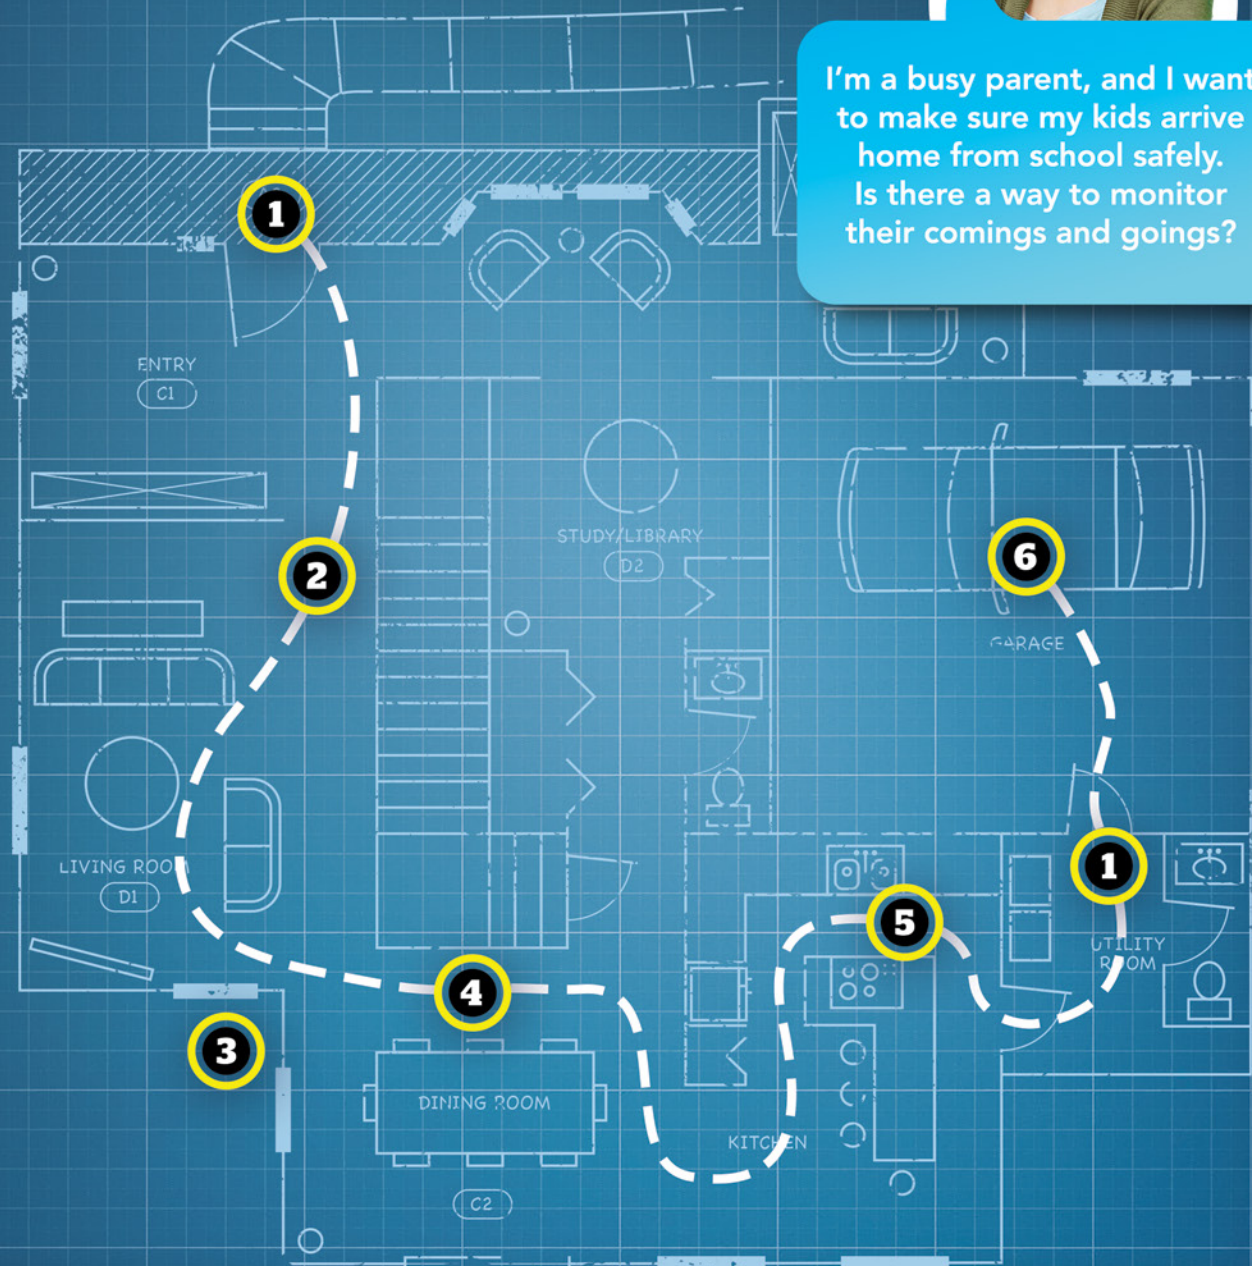 I'm a busy parent, and I want
to make sure my kids arrive
home from school safely.
Is there a way to monitor
their comings and goings?
1
ENTRY
C1
2
STUDY/LIBRARY
D2
6
GARAGE
LIVING ROOM
D1
1
5
UTILITY
ROOM
4
3
DINING ROOM
KITCHEN
C2